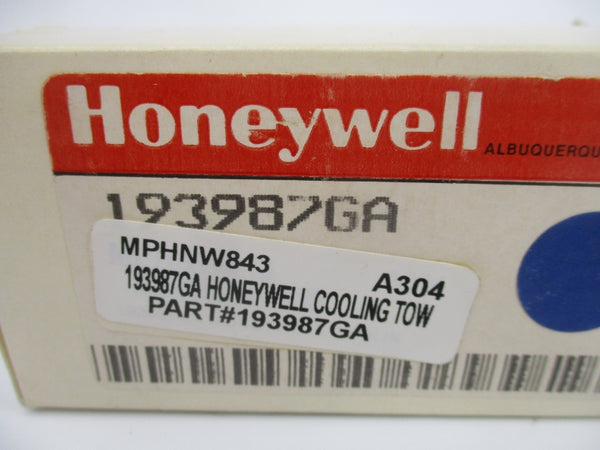 Honeywell
ALBUQUERQU
193987GA
MPHNW843 A304
193987GA HONEYWELL COOLING TOW
PART#193987GA